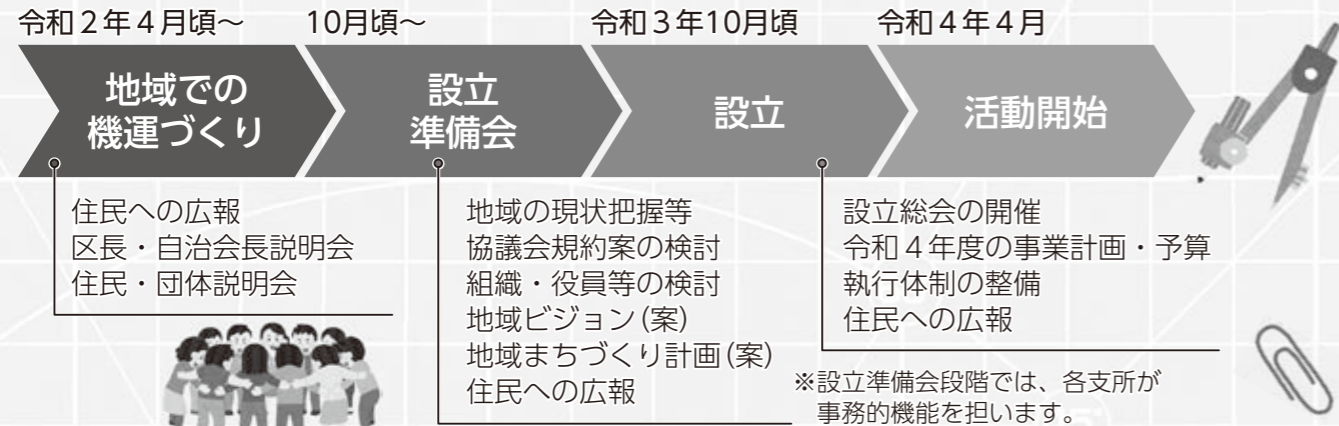 令和２年４月頃～
10月頃～
令和３年10月頃
令和４年４月
地域での
機運づくり
設立
準備会
設立
活動開始
住民への広報
区長・自治会長説明会
住民・団体説明会
地域の現状把握等
協議会規約案の検討
組織・役員等の検討
地域ビジョン(案)
地域まちづくり計画(案)
住民への広報
設立総会の開催
令和４年度の事業計画・予算
執行体制の整備
住民への広報
※設立準備会段階では、各支所が
事務的機能を担います。